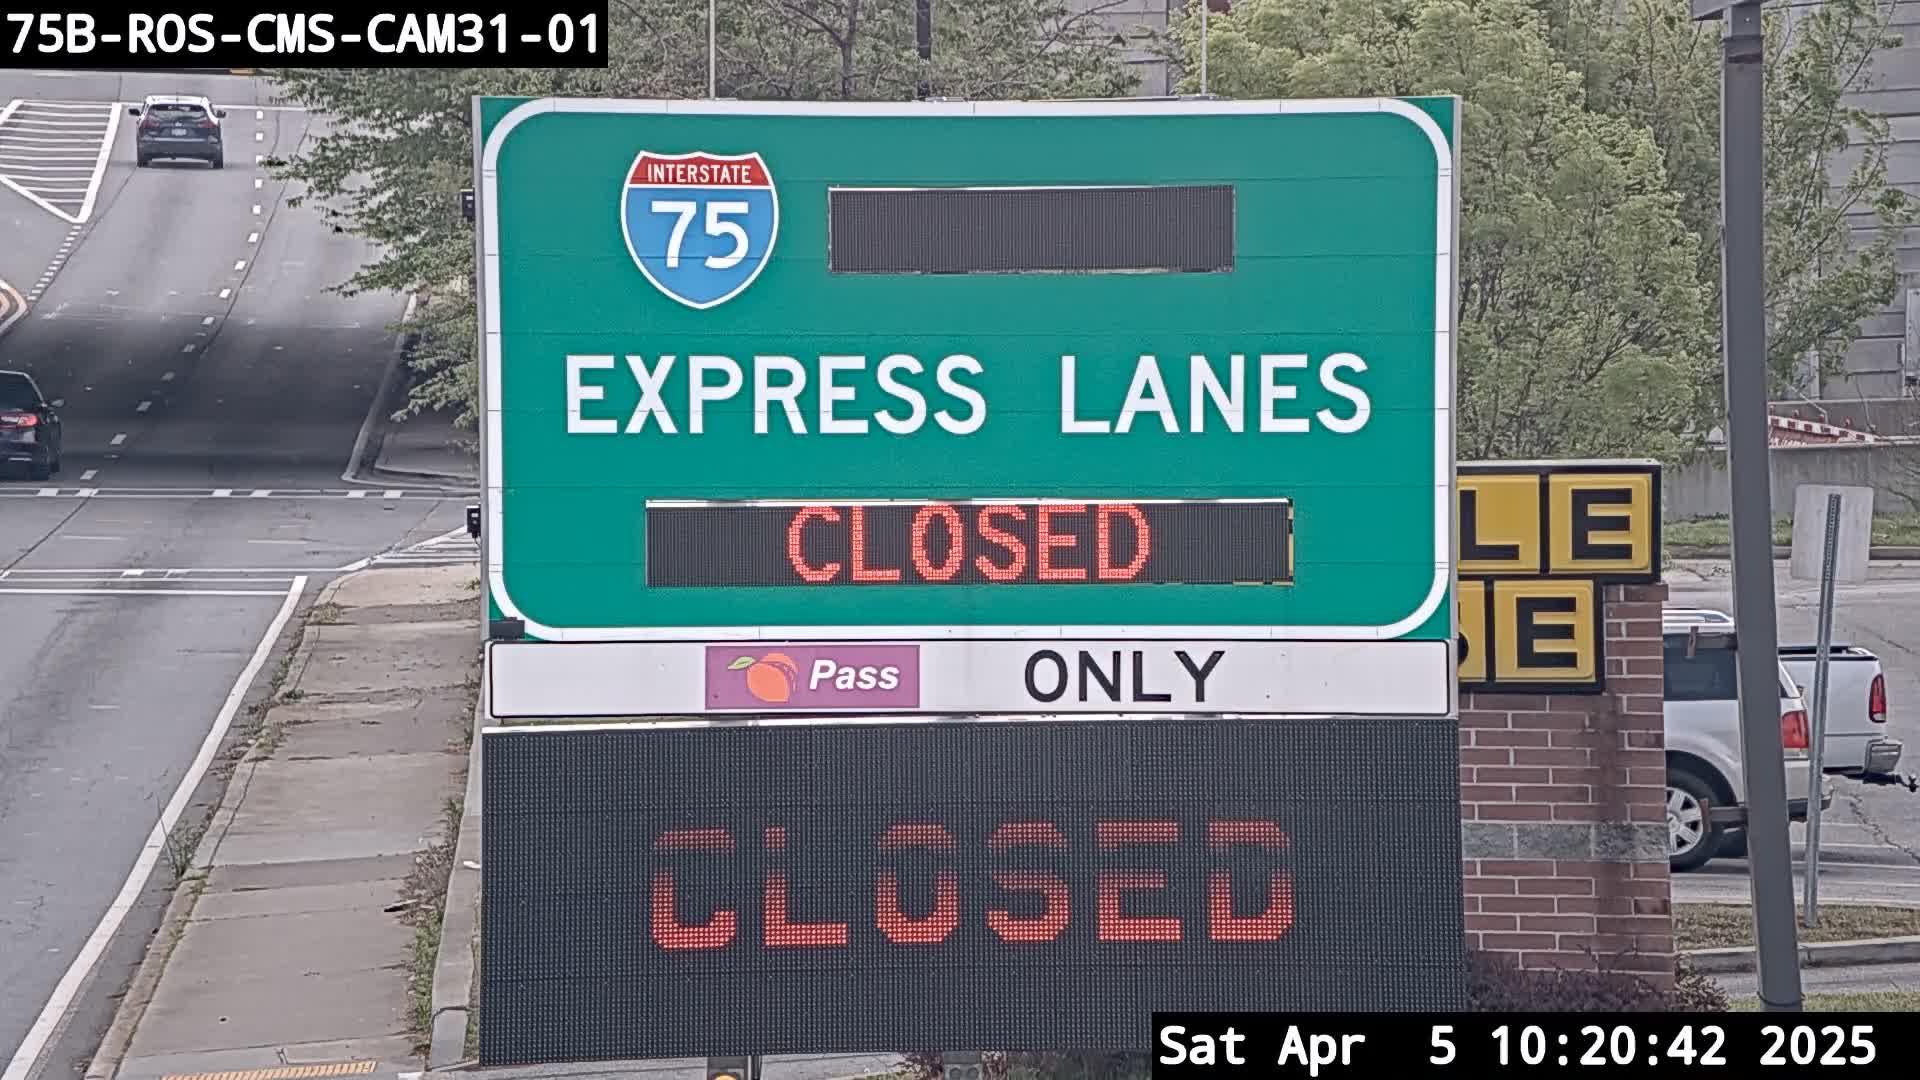 75B-ROS-CMS-CAM31-01
INTERSTATE
75
EXPRESS LANES
CLOSED
Pass ONLY
CLOSED
LE
E
Sat Apr 5 10:20:42 2025